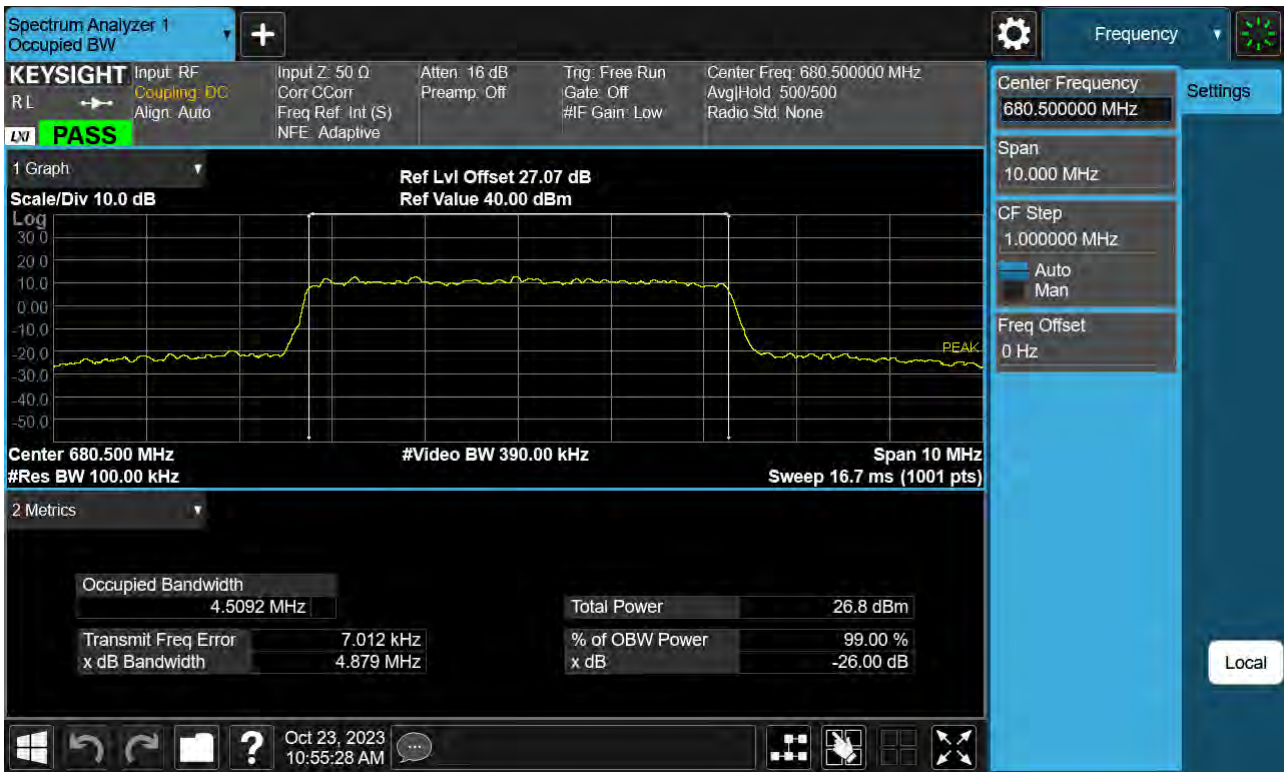 Spectrum Analyzer 1
Occupied BW
Frequency
KEYSIGHT
R L
LXI
PASS
Input: RF
Coupling: DC
Align: Auto
Input Z: 50 Ω
Corr CCorr
Freq Ref: Int (S)
NFE: Adaptive
Atten: 16 dB
Preamp: Off
Trig: Free Run
Gate: Off
#IF Gain: Low
Center Freq: 680.500000 MHz
Avg|Hold: 500/500
Radio Std: None
Center Frequency
680.500000 MHz
Settings
Span
10.000 MHz
CF Step
1.000000 MHz
Auto
Man
Freq Offset
0 Hz
Local
1 Graph
Scale/Div 10.0 dB
Ref Lvl Offset 27.07 dB
Ref Value 40.00 dBm
Log
30.0
20.0
10.0
0.00
-10.0
-20.0
-30.0
-40.0
-50.0
PEAK
Center 680.500 MHz
#Video BW 390.00 kHz
Span 10 MHz
#Res BW 100.00 kHz
Sweep 16.7 ms (1001 pts)
2 Metrics
Occupied Bandwidth
4.5092 MHz
Total Power 26.8 dBm
Transmit Freq Error 7.012 kHz
% of OBW Power 99.00 %
x dB Bandwidth 4.879 MHz
x dB -26.00 dB
Oct 23, 2023
10:55:28 AM